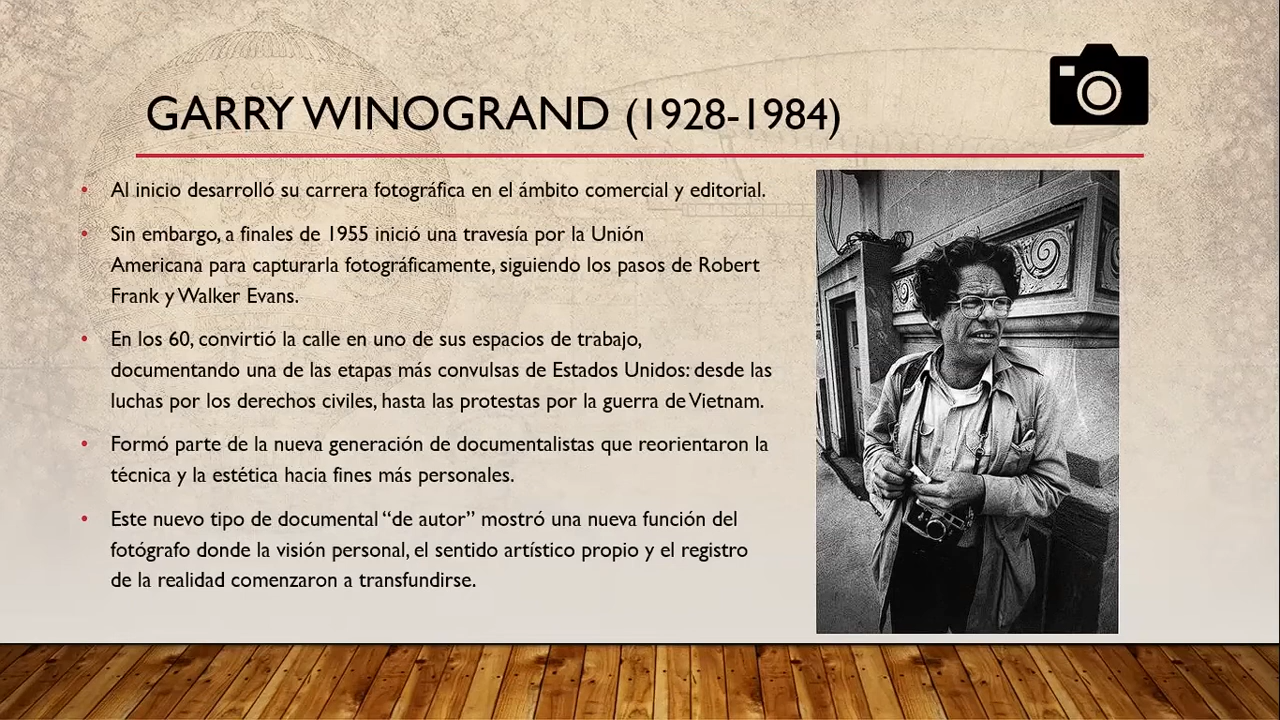 GARRY WINOGRAND (1928-1984)
• Al inicio desarrolló su carrera fotográfica en el ámbito comercial y editorial.
• Sin embargo, a finales de 1955 inició una travesía por la Unión
Americana para capturarla fotográficamente, siguiendo los pasos de Robert
Frank y Walker Evans.
• En los 60, convirtió la calle en uno de sus espacios de trabajo,
documentando una de las etapas más convulsas de Estados Unidos: desde las
luchas por los derechos civiles, hasta las protestas por la guerra de Vietnam.
• Formó parte de la nueva generación de documentalistas que reorientaron la
técnica y la estética hacia fines más personales.
• Este nuevo tipo de documental “de autor” mostró una nueva función del
fotógrafo donde la visión personal, el sentido artístico propio y el registro
de la realidad comenzaron a transfundirse.